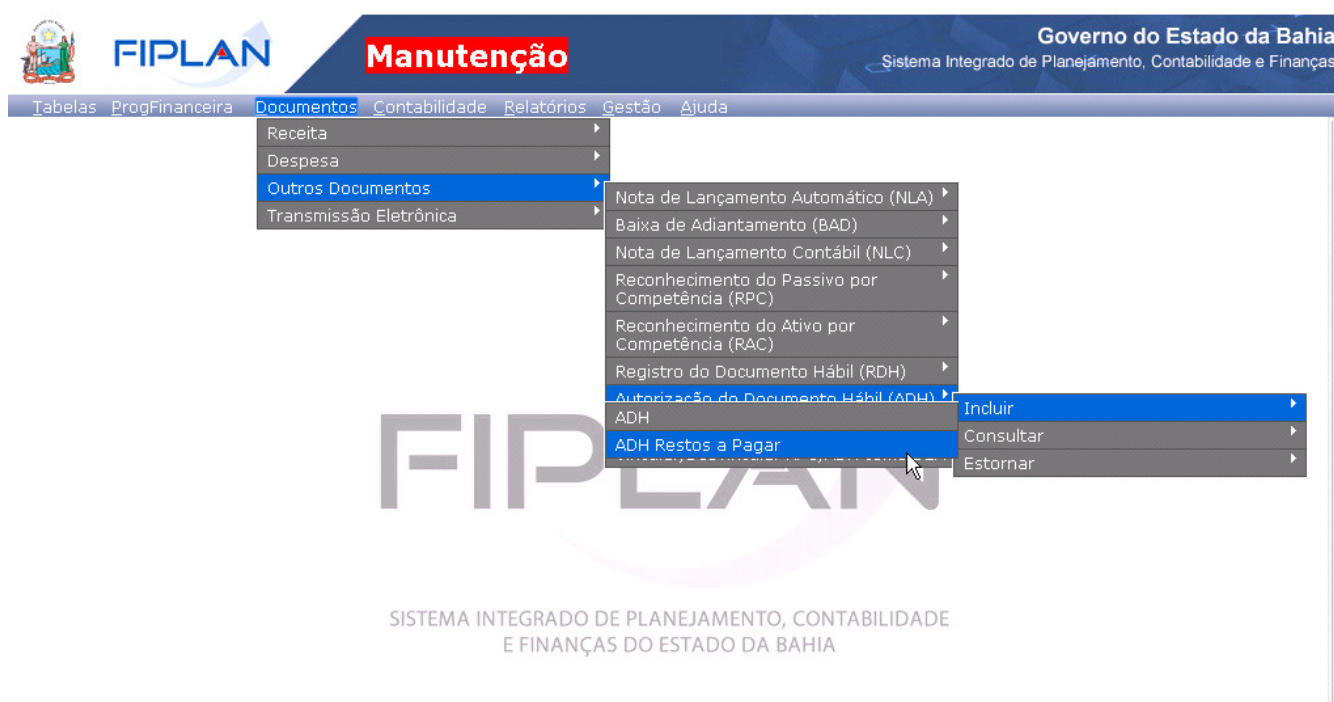 FIPLAN
Manutenção
Governo do Estado da Bahia
Sistema Integrado de Planejamento, Contabilidade e Finanças
Tabelas ProgFinanceira Documentos Contabilidade Relatórios Gestão Ajuda
Receita
Despesa
Outros Documentos
Transmissão Eletrônica
Nota de Lançamento Automático (NLA)
Baixa de Adiantamento (BAD)
Nota de Lançamento Contábil (NLC)
Reconhecimento do Passivo por
Competência (RPC)
Reconhecimento do Ativo por
Competência (RAC)
Registro do Documento Hábil (RDH)
Autorização do Documento Hábil (ADH)
ADH
ADH Restos a Pagar
Incluir
Consultar
Estornar
FIPLAN
SISTEMA INTEGRADO DE PLANEJAMENTO, CONTABILIDADE
E FINANÇAS DO ESTADO DA BAHIA